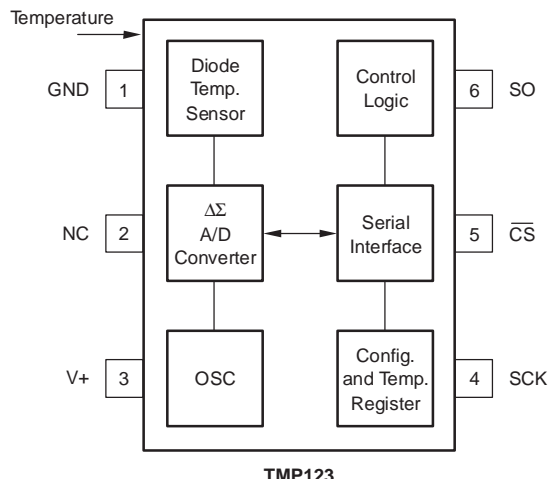 Temperature
GND
1
Diode
Temp.
Sensor
Control
Logic
6
SO
NC
2
ΔΣ
A/D
Converter
Serial
Interface
5
C̅S̅
V+
3
OSC
Config.
and Temp.
Register
4
SCK
TMP123